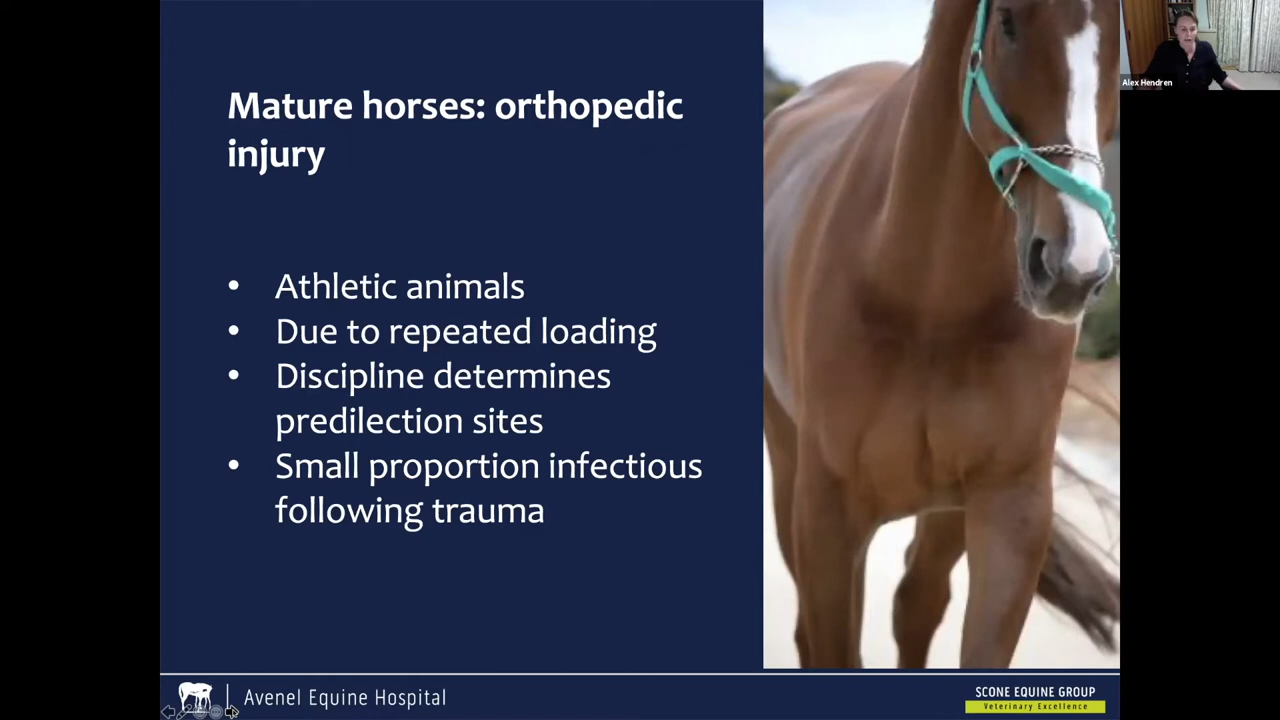 Mature horses: orthopedic
injury
• Athletic animals
• Due to repeated loading
• Discipline determines
predilection sites
• Small proportion infectious
following trauma
Alex Hendren
Avenel Equine Hospital
SCONE EQUINE GROUP
Veterinary Excellence